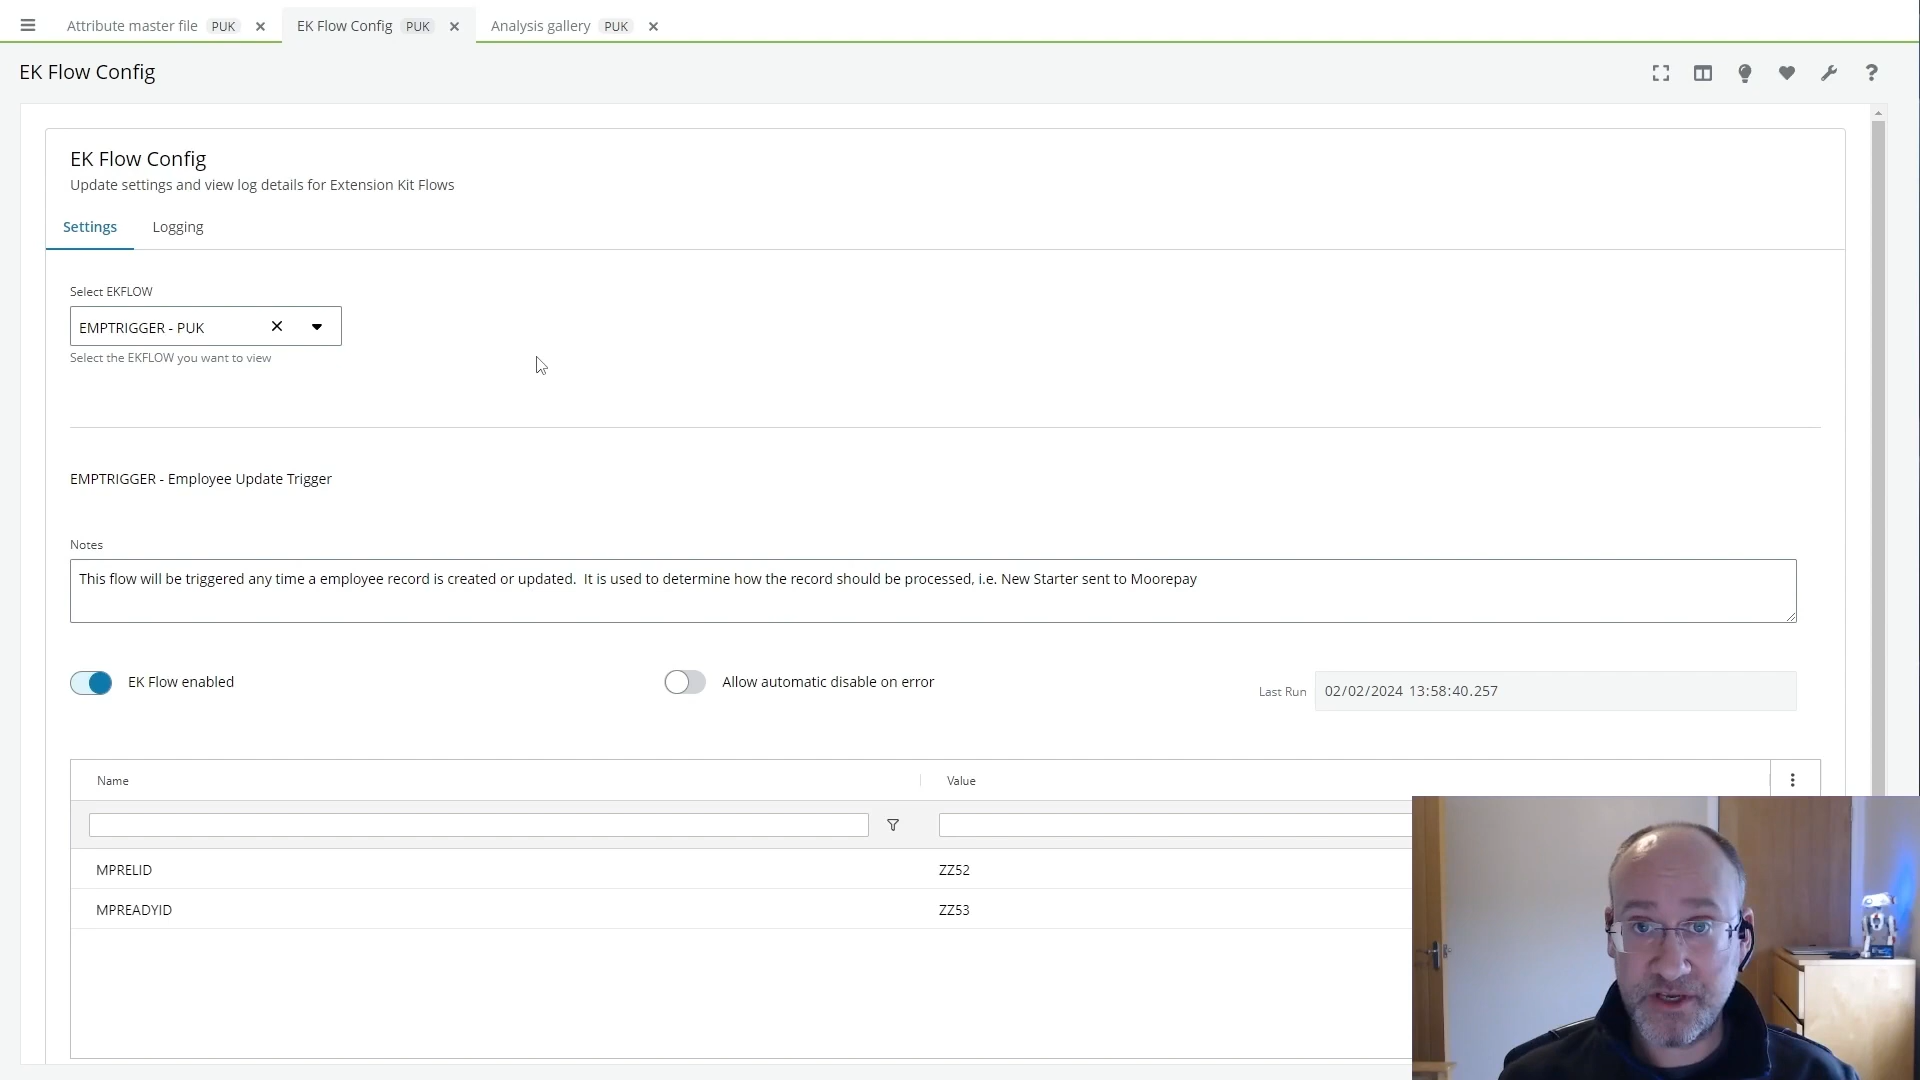 Attribute master file PUK EK Flow Config PUK Analysis gallery PUK
EK Flow Config
EK Flow Config
Update settings and view log details for Extension Kit Flows
Settings Logging
Select EKFLOW
EMPTRIGGER - PUK
Select the EKFLOW you want to view
EMPTRIGGER - Employee Update Trigger
Notes
This flow will be triggered any time a employee record is created or updated.  It is used to determine how the record should be processed, i.e. New Starter sent to Moorepay
EK Flow enabled Allow automatic disable on error Last Run 02/02/2024 13:58:40.257
Name Value
MPRELID ZZ52
MPREADYID ZZ53